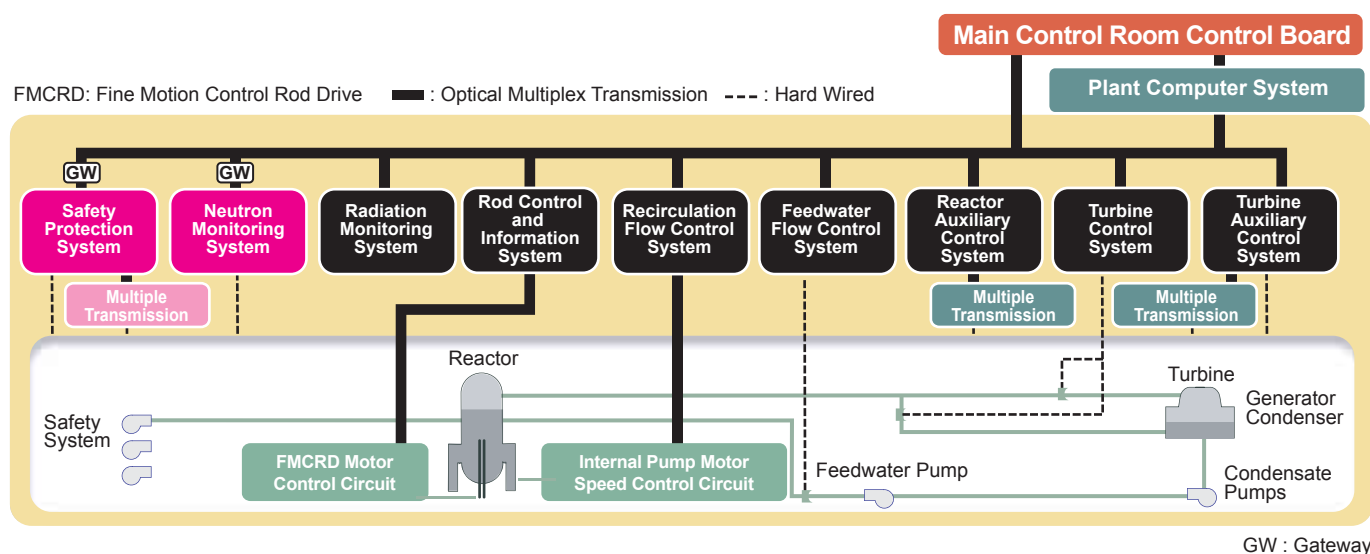 Main Control Room Control Board
FMCRD: Fine Motion Control Rod Drive : Optical Multiplex Transmission : Hard Wired
Plant Computer System
GW
GW
Safety
Protection
System
Neutron
Monitoring
System
Radiation
Monitoring
System
Rod Control
and
Information
System
Recirculation
Flow Control
System
Feedwater
Flow Control
System
Reactor
Auxiliary
Control
System
Turbine
Control
System
Turbine
Auxiliary
Control
System
Multiple
Transmission
Multiple
Transmission
Multiple
Transmission
Reactor
Turbine
Generator
Condenser
Safety
System
FMCRD Motor
Control Circuit
Internal Pump Motor
Speed Control Circuit
Feedwater Pump
Condensate
Pumps
GW : Gateway